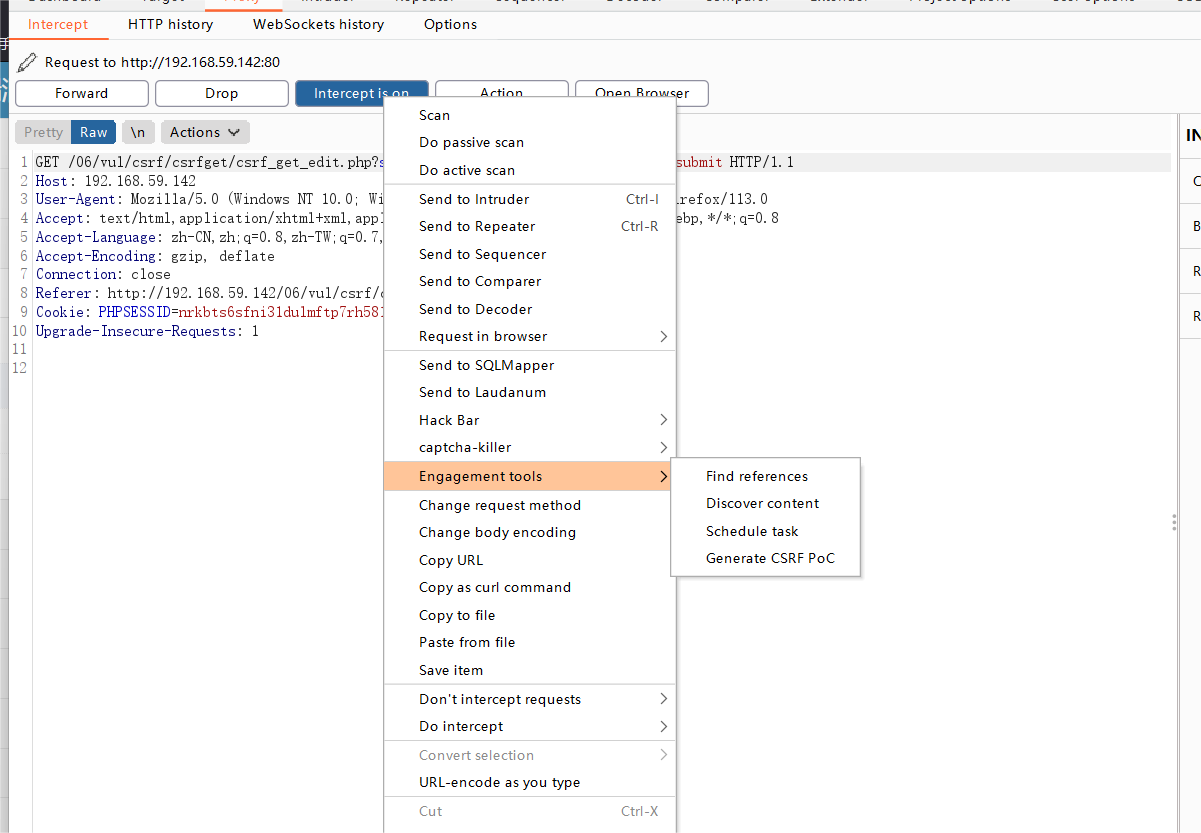 Intercept HTTP history WebSockets history Options
Request to http://192.168.59.142:80
Forward Drop Intercept is on Action Open Browser
Pretty Raw \n Actions
1 GET /06/vul/csrf/csrfget/csrf_get_edit.php?s submit HTTP/1.1
2 Host: 192.168.59.142
3 User-Agent: Mozilla/5.0 (Windows NT 10.0; Wi refox/113.0
4 Accept: text/html,application/xhtml+xml,appl ebp,*/*;q=0.8
5 Accept-Language: zh-CN,zh;q=0.8,zh-TW;q=0.7,
6 Accept-Encoding: gzip, deflate
7 Connection: close
8 Referer: http://192.168.59.142/06/vul/csrf/
9 Cookie: PHPSESSID=nrkbts6sfni31dulmftp7rh581
10 Upgrade-Insecure-Requests: 1
11
12
Scan
Do passive scan
Do active scan
Send to Intruder Ctrl-I
Send to Repeater Ctrl-R
Send to Sequencer
Send to Comparer
Send to Decoder
Request in browser
Send to SQLMapper
Send to Laudanum
Hack Bar
captcha-killer
Engagement tools
Change request method
Change body encoding
Copy URL
Copy as curl command
Copy to file
Paste from file
Save item
Don't intercept requests
Do intercept
Convert selection
URL-encode as you type
Cut Ctrl-X
Find references
Discover content
Schedule task
Generate CSRF PoC
IN